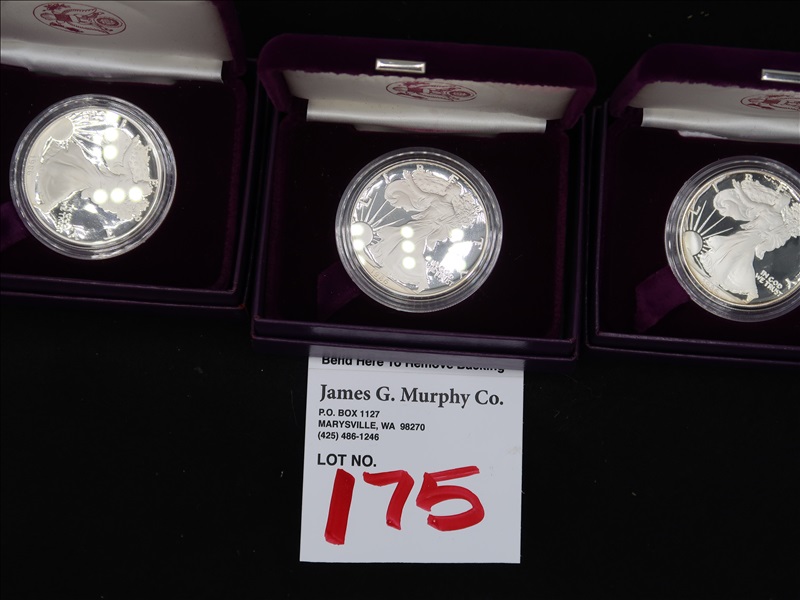 LIBERTY
IN GOD
WE TRUST
Bend Here To Remove Backing
James G. Murphy Co.
P.O. BOX 1127
MARYSVILLE, WA 98270
(425) 486-1246
LOT NO.
175